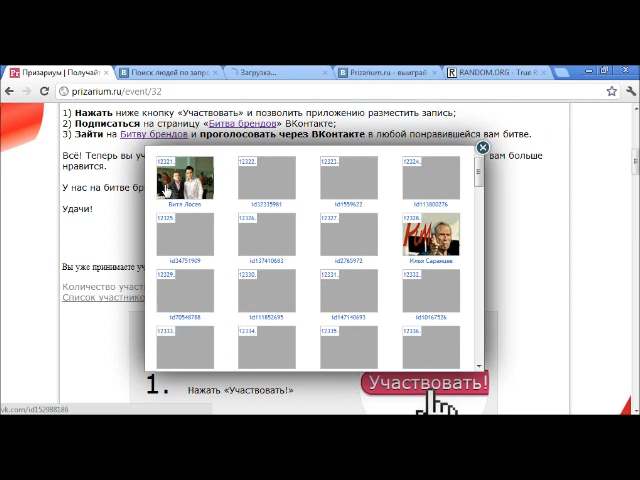 Призариум | Получай
Поиск людей по запр
Загрузка...
Prizarium.ru - выиграй
RANDOM.ORG - True R
prizarium.ru/event/32
1) Нажать ниже кнопку «Участвовать» и позволить приложению разместить запись;
2) Подписаться на страницу «Битва брендов» ВКонтакте;
3) Зайти на Битву брендов и проголосовать через ВКонтакте в любой понравившейся вам битве.
Всё! Теперь вы уч
вам больше
нравится.
У нас на битве бр
Удачи!
Вы уже принимаете уч
Количество участ
Список участнико
12321.
12322.
12323.
12324.
Витя Лосев
id32335981
id1559622
id113800276
12325.
12326.
12327.
12328.
id34751909
id137410683
id2765972
Илья Саранцев
12329.
12330.
12331.
12332.
id70548788
id111852695
id147140693
id10167526
12333.
12334.
12335.
12336.
1.
Нажать «Участвовать!»
Участвовать!
vk.com/id152988186